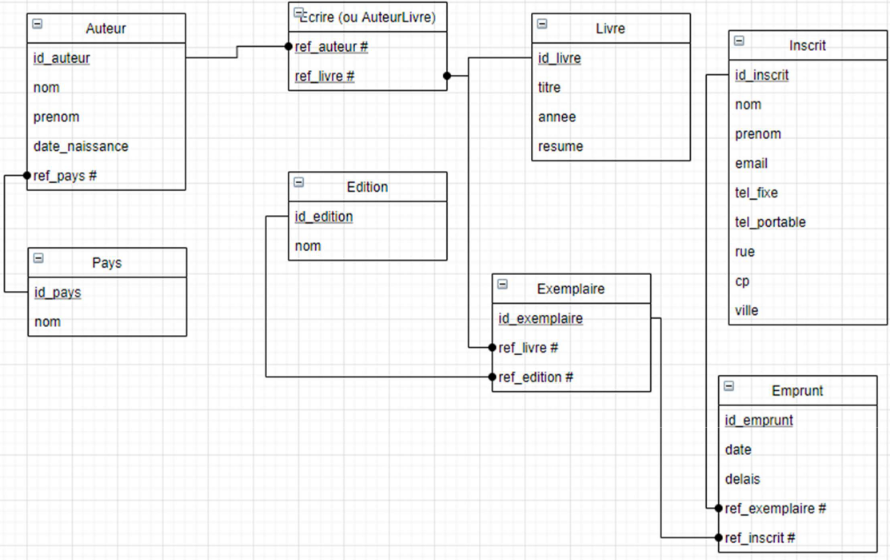 Auteur
id_auteur
nom
prenom
date_naissance
ref_pays #
Pays
id_pays
nom
Ecrire (ou AuteurLivre)
ref_auteur #
ref_livre #
Edition
id_edition
nom
Livre
id_livre
titre
annee
resume
Exemplaire
id_exemplaire
ref_livre #
ref_edition #
Inscrit
id_inscrit
nom
prenom
email
tel_fixe
tel_portable
rue
cp
ville
Emprunt
id_emprunt
date
delais
ref_exemplaire #
ref_inscrit #